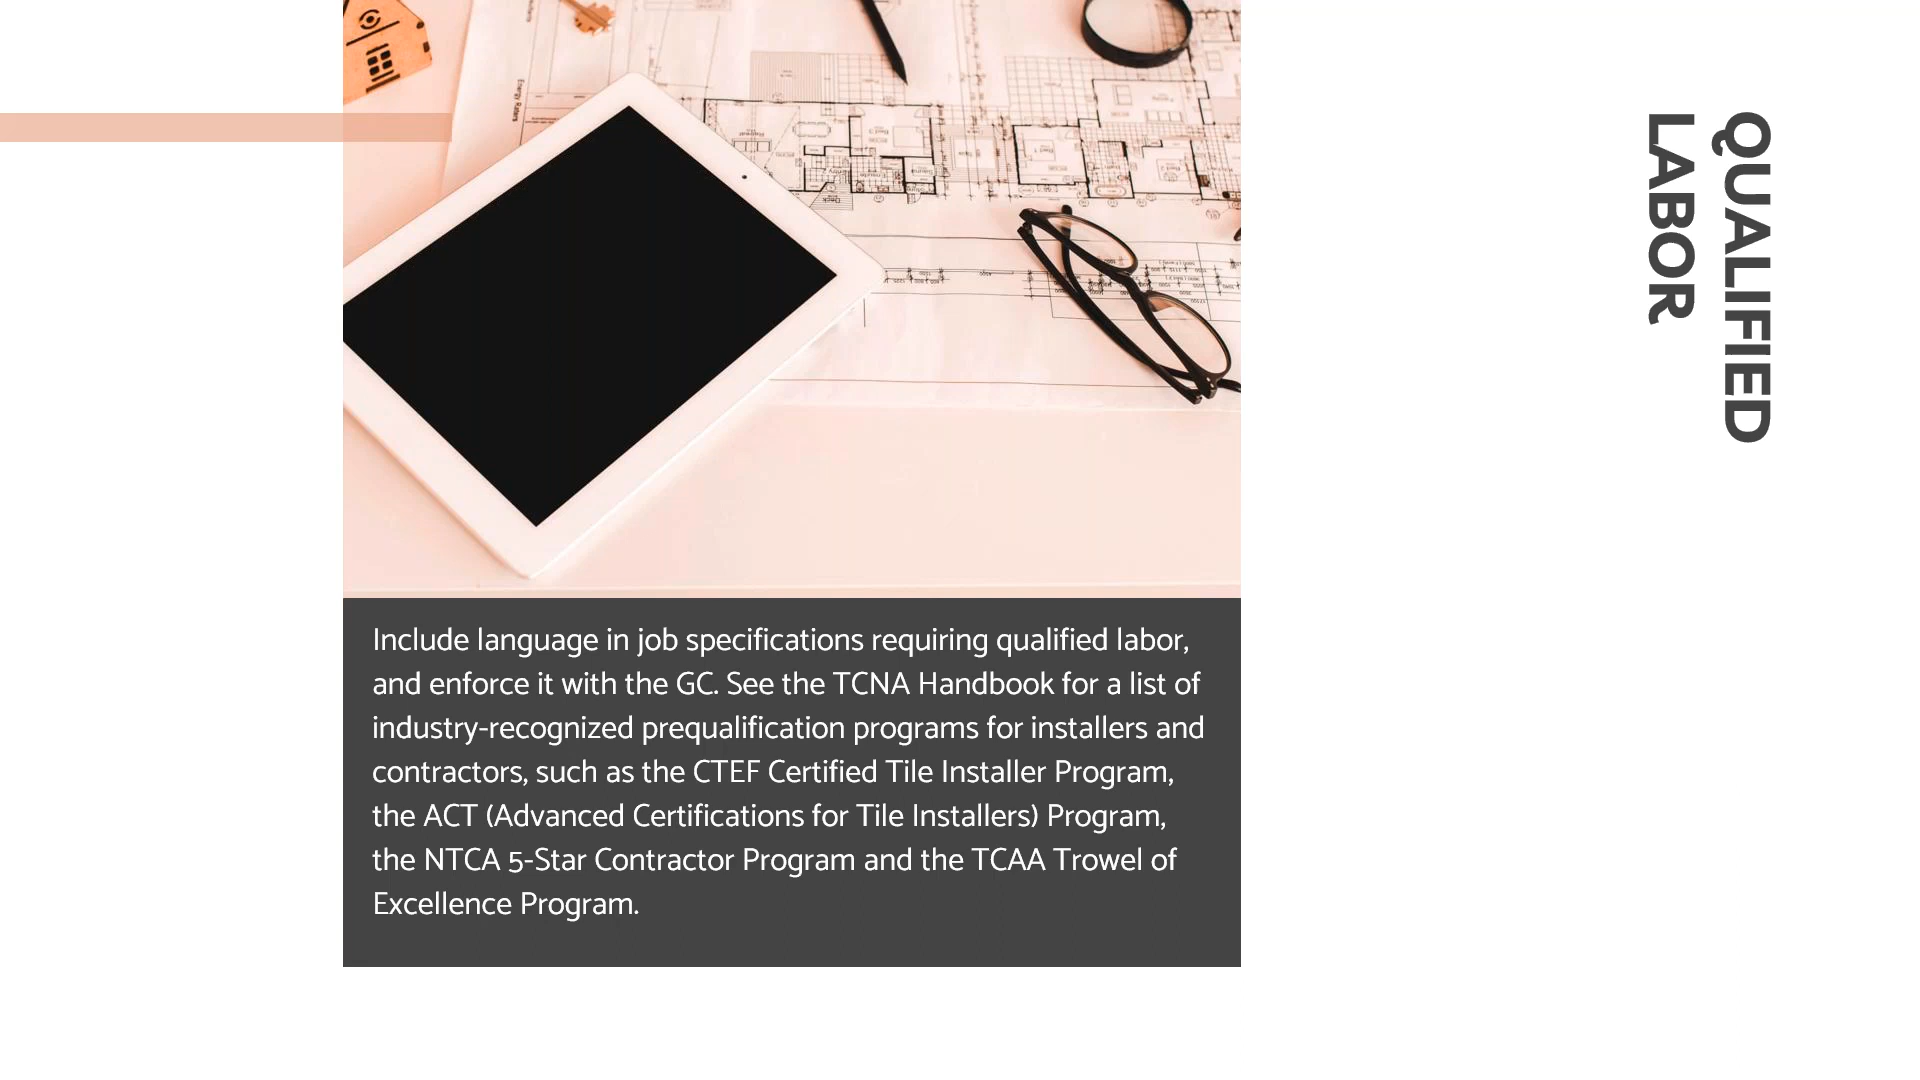 QUALIFIED
LABOR
Include language in job specifications requiring qualified labor,
and enforce it with the GC. See the TCNA Handbook for a list of
industry-recognized prequalification programs for installers and
contractors, such as the CTEF Certified Tile Installer Program,
the ACT (Advanced Certifications for Tile Installers) Program,
the NTCA 5-Star Contractor Program and the TCAA Trowel of
Excellence Program.
Energy Raters